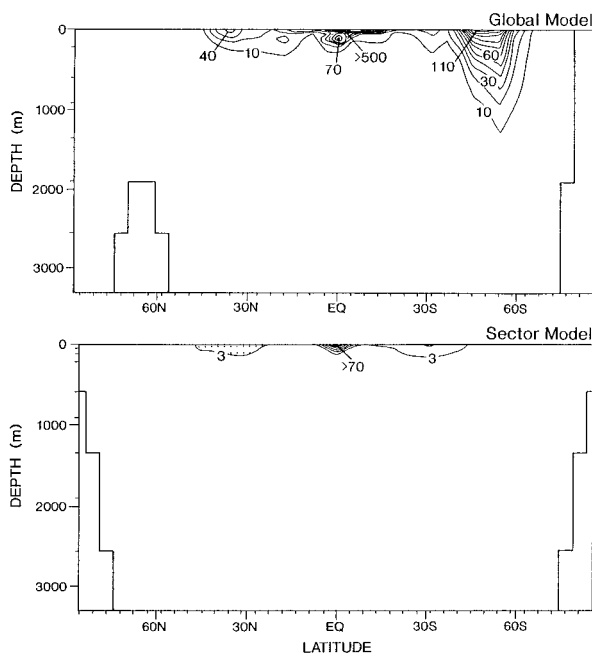 Global Model
DEPTH (m)
0
1000
2000
3000
40
10
70
>500
110
60
30
10
60N
30N
EQ
30S
60S
Sector Model
DEPTH (m)
0
1000
2000
3000
3
>70
3
60N
30N
EQ
30S
60S
LATITUDE